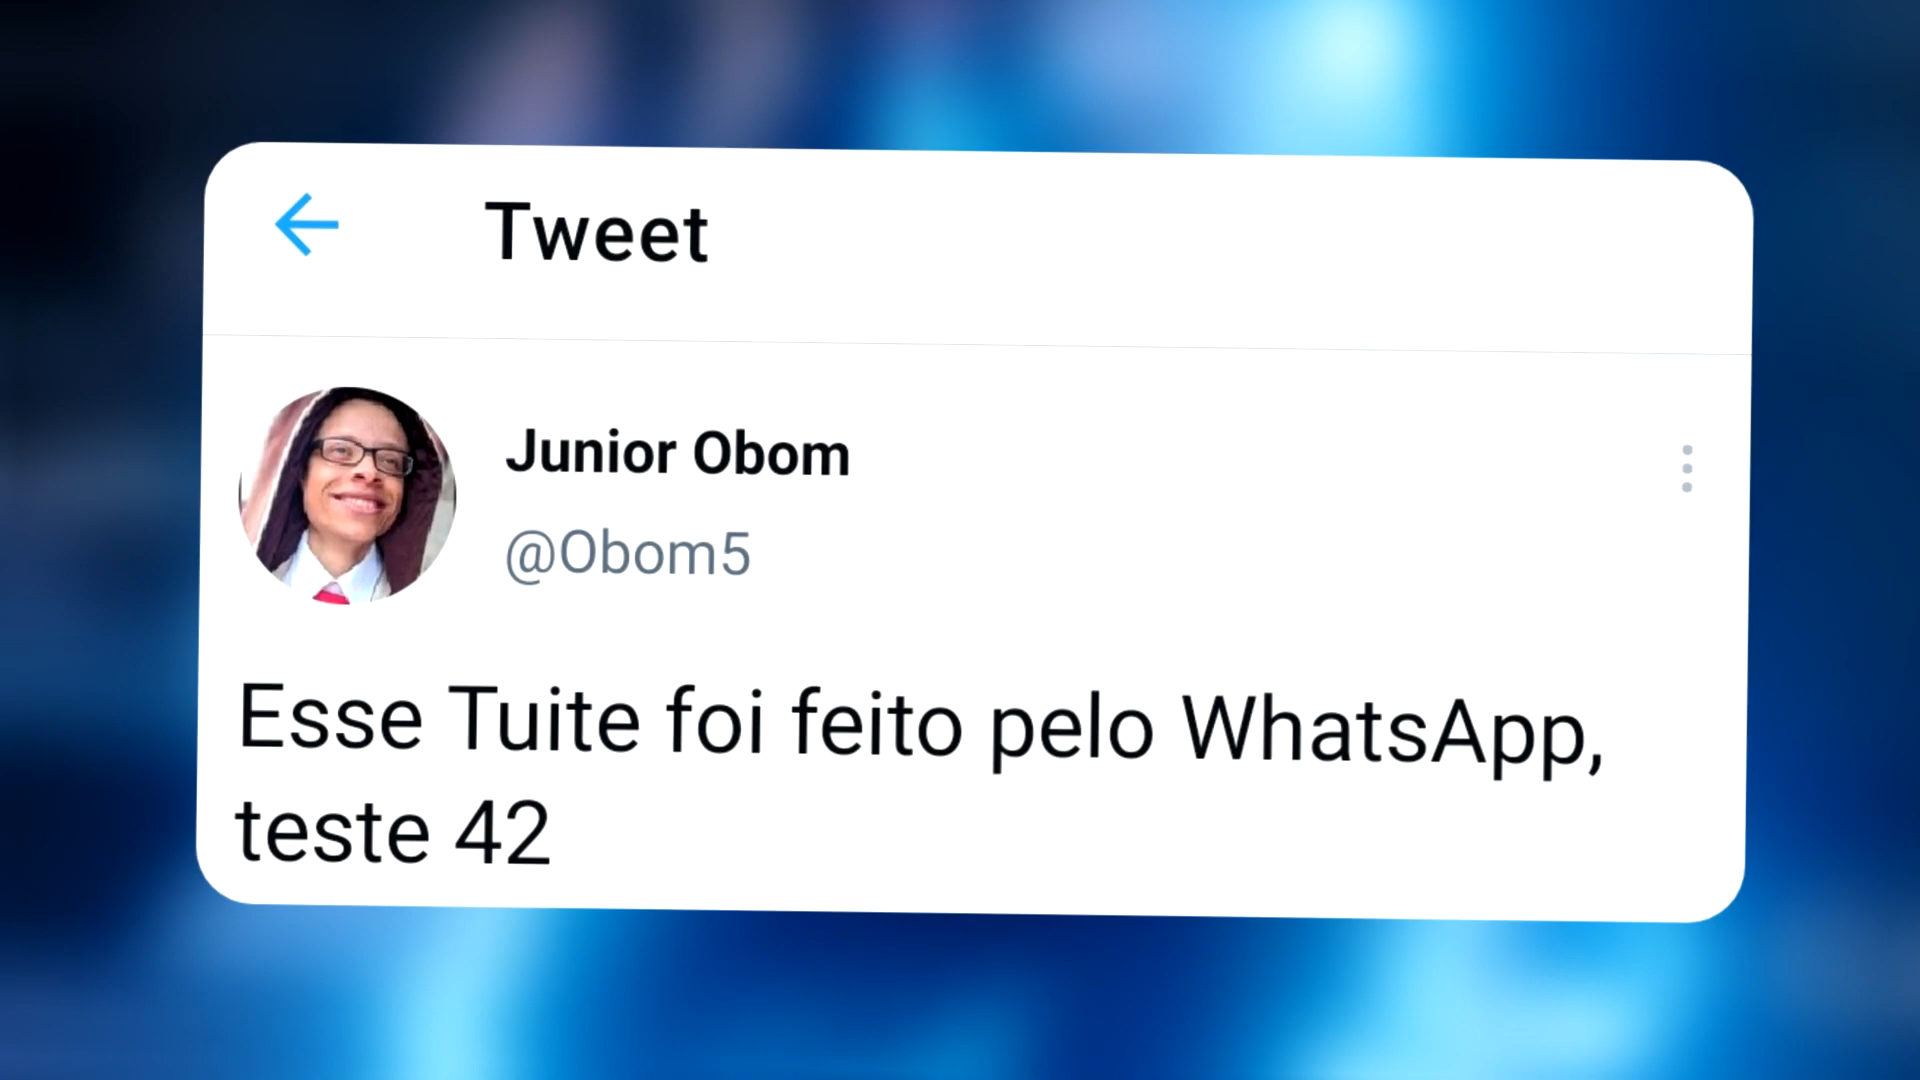 Tweet
Junior Obom
@Obom5
Esse Tuite foi feito pelo WhatsApp,
teste 42